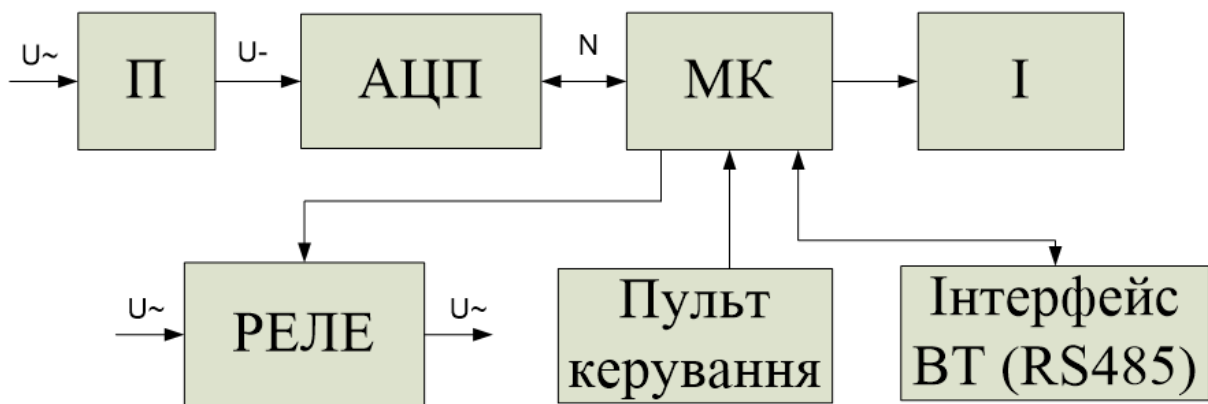 U~
П
U-
АЦП
N
МК
І
U~
РЕЛЕ
U~
Пульт
керування
Інтерфейс
ВТ (RS485)